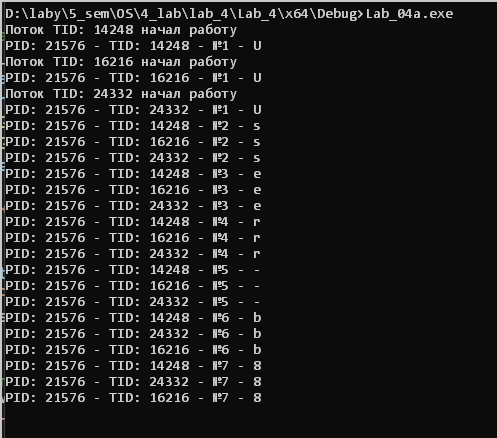 D:\laby\5_sem\OS\4_lab\lab_4\Lab_4\x64\Debug>Lab_04a.exe
Поток TID: 14248 начал работу
PID: 21576 - TID: 14248 - №1 - U
Поток TID: 16216 начал работу
PID: 21576 - TID: 16216 - №1 - U
Поток TID: 24332 начал работу
PID: 21576 - TID: 24332 - №1 - U
PID: 21576 - TID: 14248 - №2 - s
PID: 21576 - TID: 16216 - №2 - s
PID: 21576 - TID: 24332 - №2 - s
PID: 21576 - TID: 14248 - №3 - e
PID: 21576 - TID: 16216 - №3 - e
PID: 21576 - TID: 24332 - №3 - e
PID: 21576 - TID: 14248 - №4 - r
PID: 21576 - TID: 16216 - №4 - r
PID: 21576 - TID: 24332 - №4 - r
PID: 21576 - TID: 14248 - №5 - -
PID: 21576 - TID: 16216 - №5 - -
PID: 21576 - TID: 24332 - №5 - -
PID: 21576 - TID: 14248 - №6 - b
PID: 21576 - TID: 24332 - №6 - b
PID: 21576 - TID: 16216 - №6 - b
PID: 21576 - TID: 14248 - №7 - 8
PID: 21576 - TID: 24332 - №7 - 8
PID: 21576 - TID: 16216 - №7 - 8